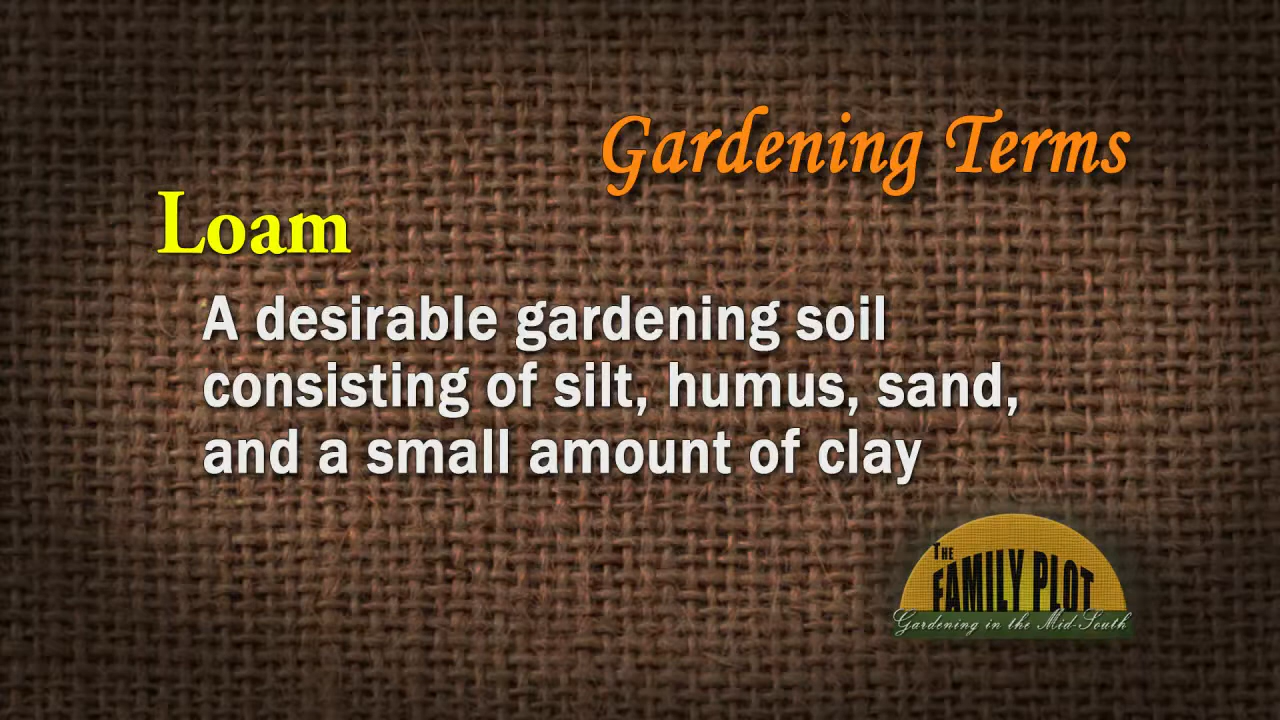 Gardening Terms
Loam
A desirable gardening soil
consisting of silt, humus, sand,
and a small amount of clay
THE
FAMILY PLOT
Gardening in the Mid-South